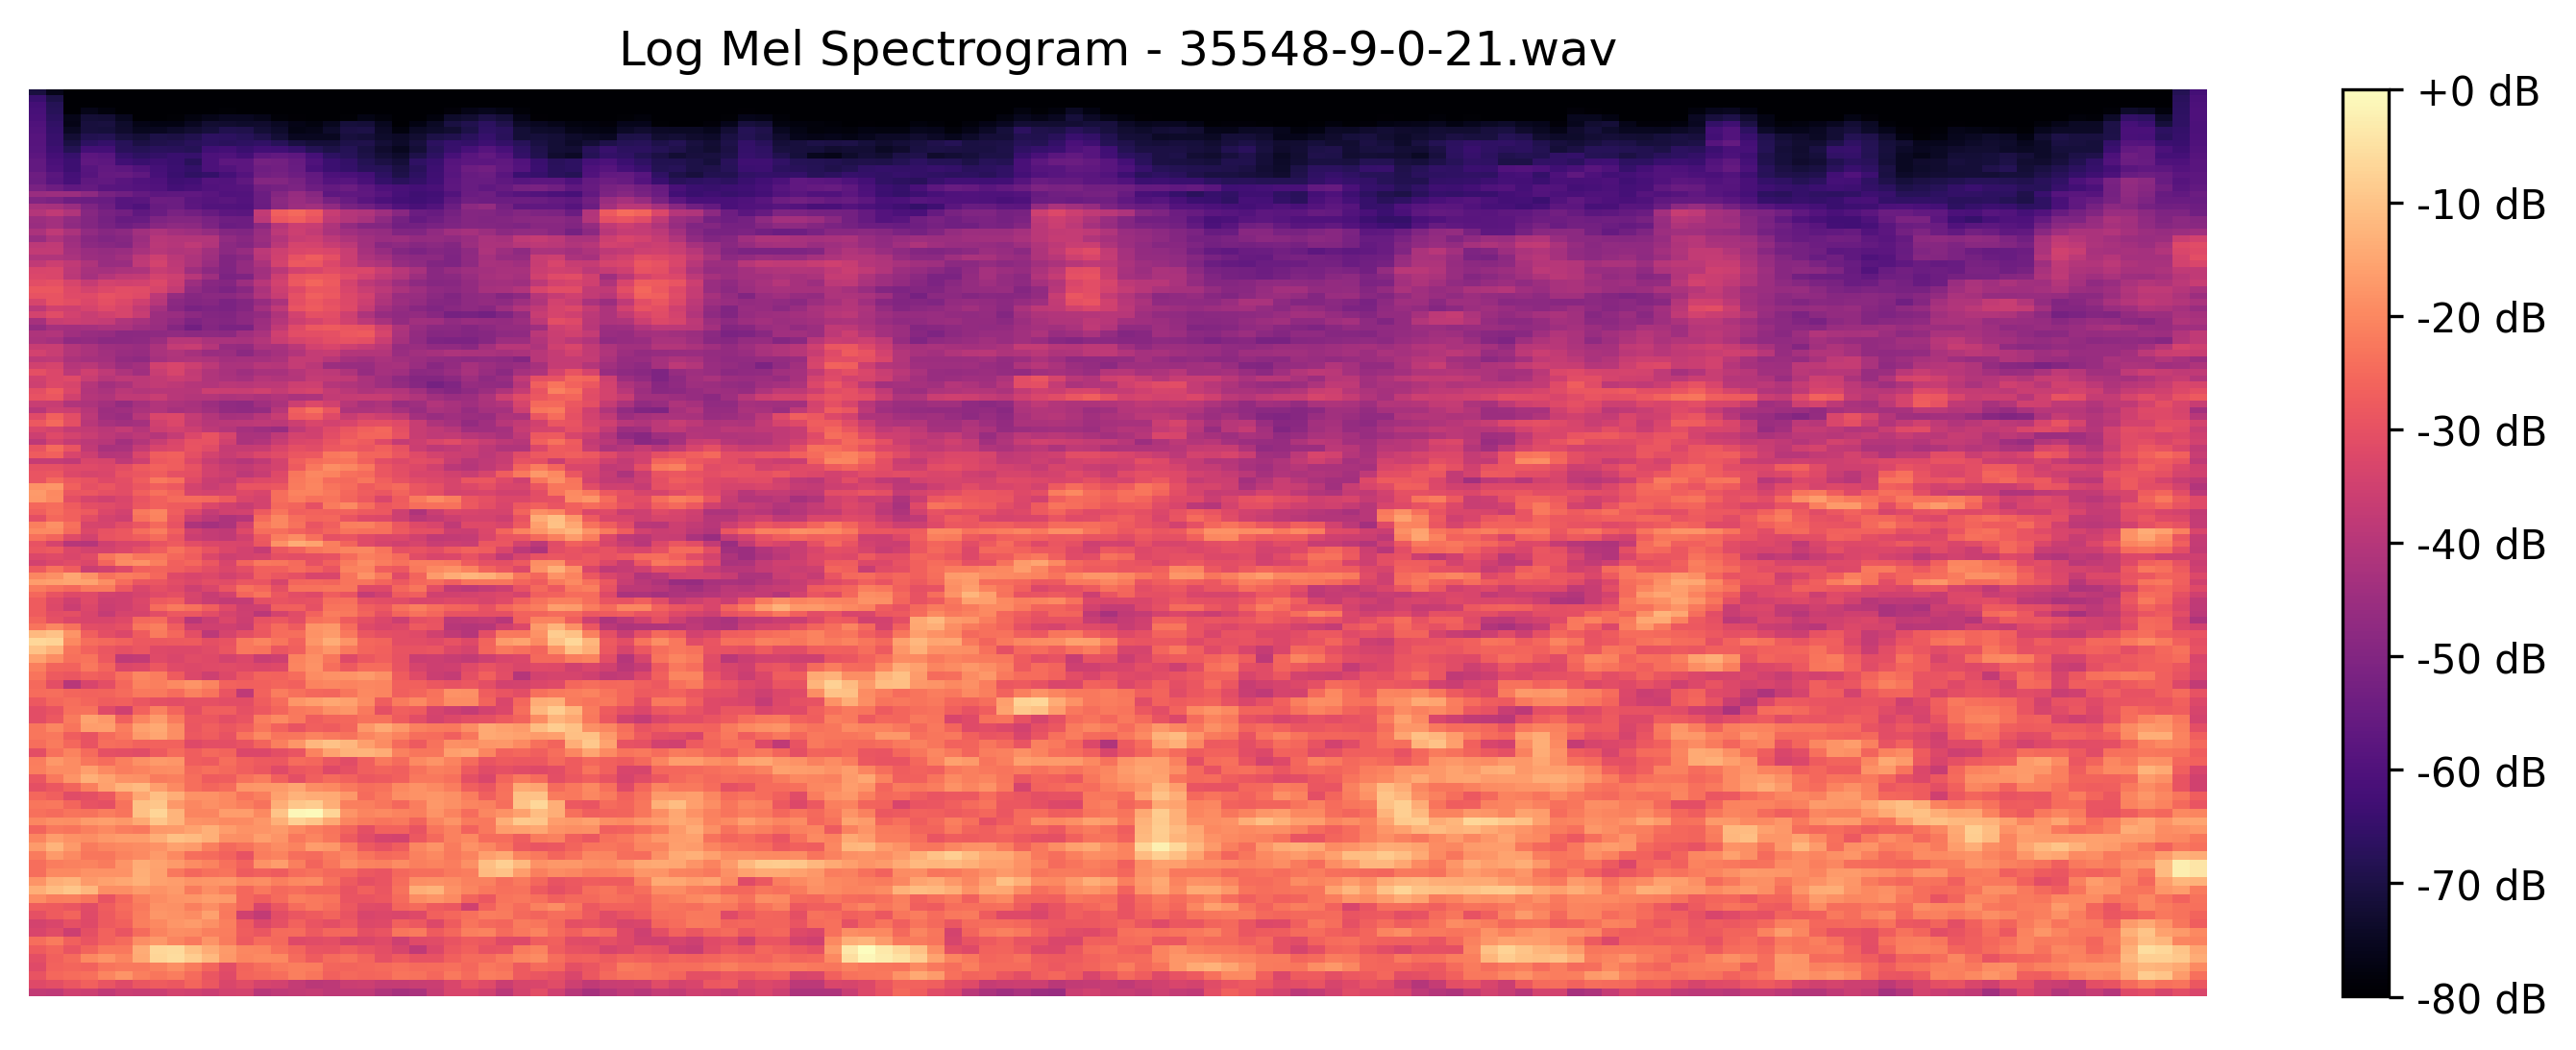 Log Mel Spectrogram - 35548-9-0-21.wav
+0 dB
-10 dB
-20 dB
-30 dB
-40 dB
-50 dB
-60 dB
-70 dB
-80 dB